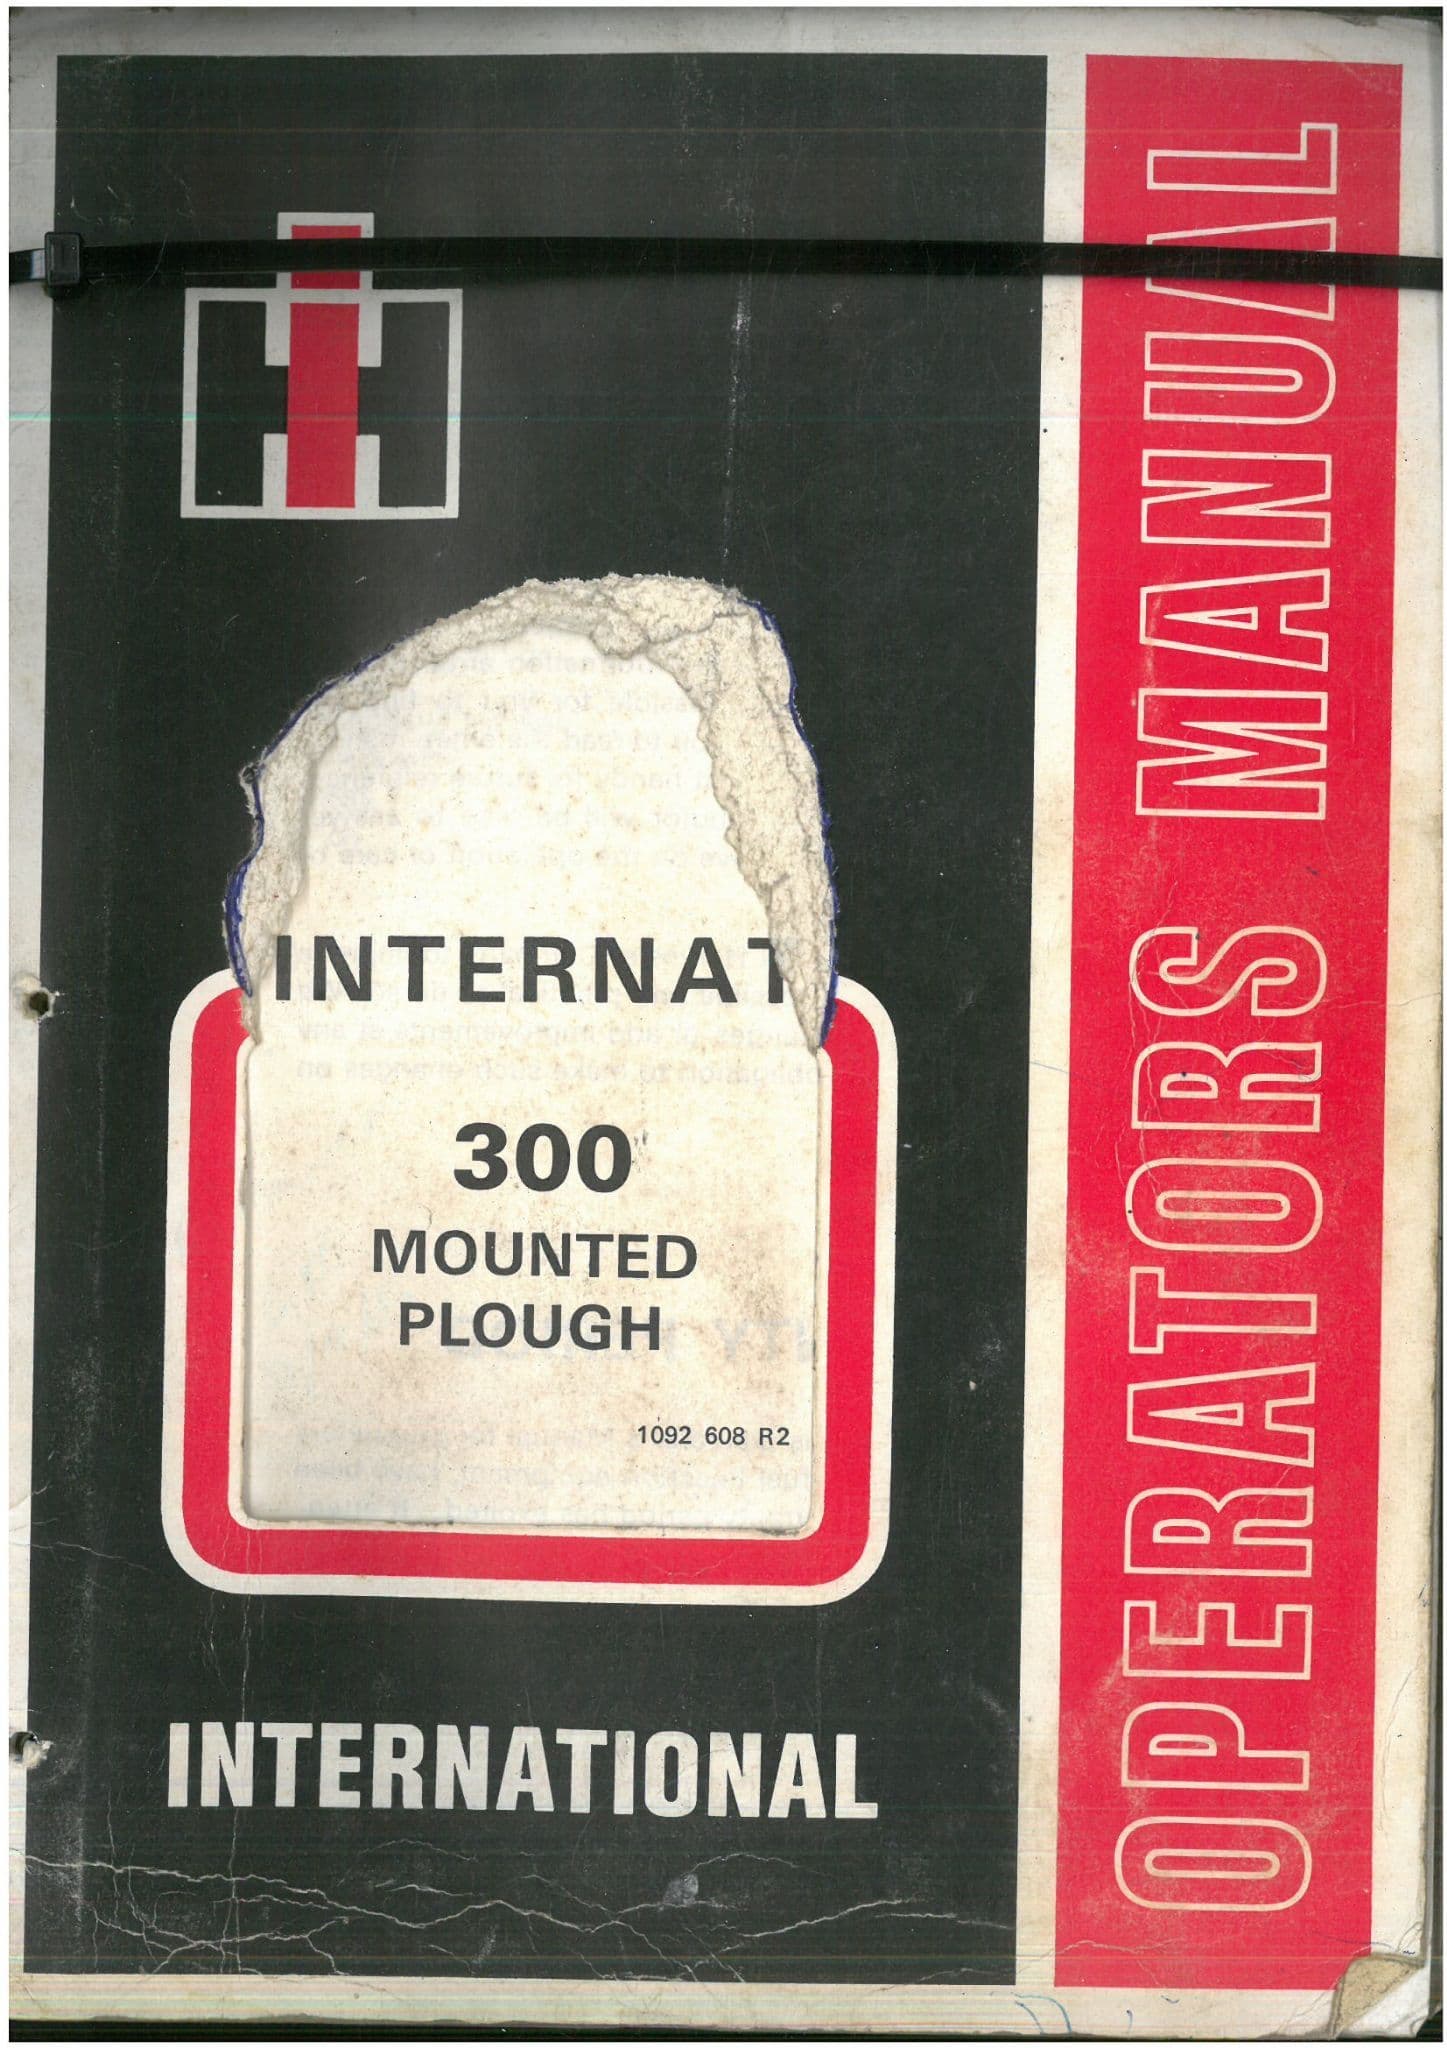 INTERNAT
300
MOUNTED
PLOUGH
1092 608 R2
INTERNATIONAL
OPERATORS MANUAL